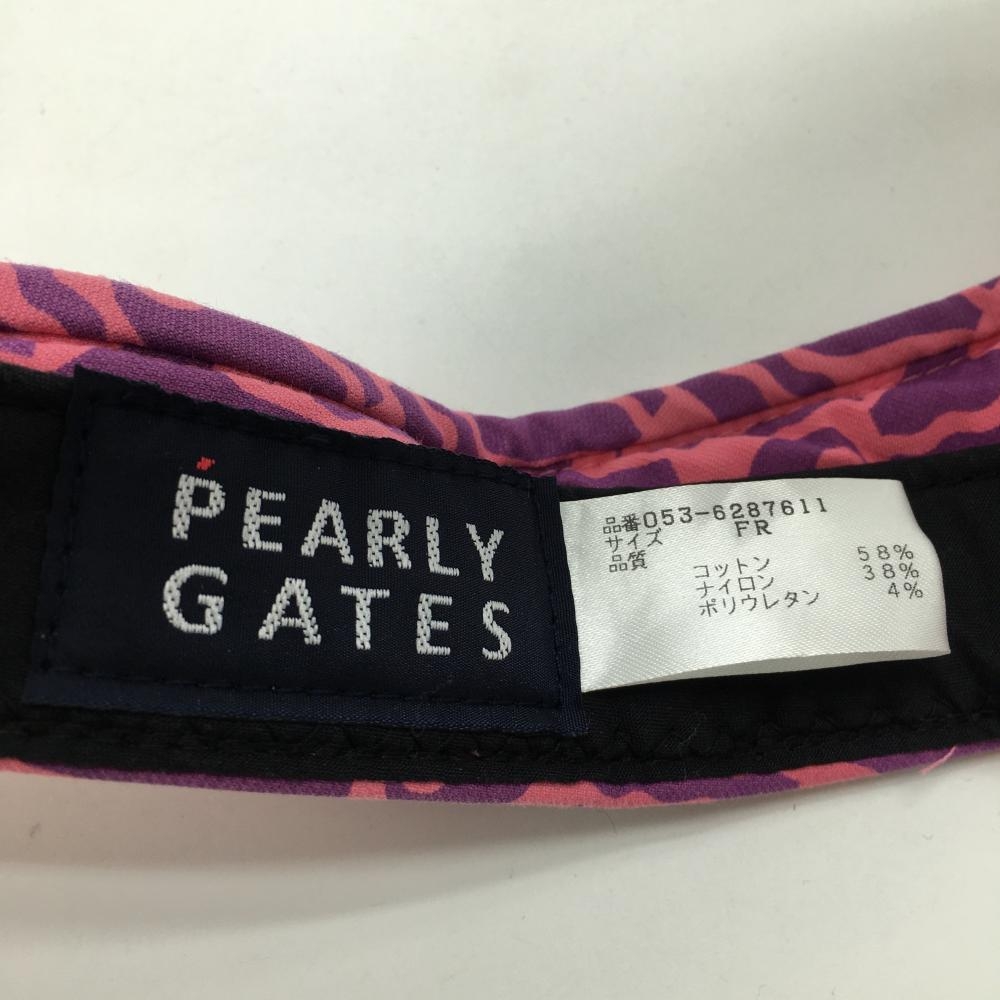 PEARLY
GATES
品番053-6287611
サイズ FR
品質
コットン 58%
ナイロン 38%
ポリウレタン 4%